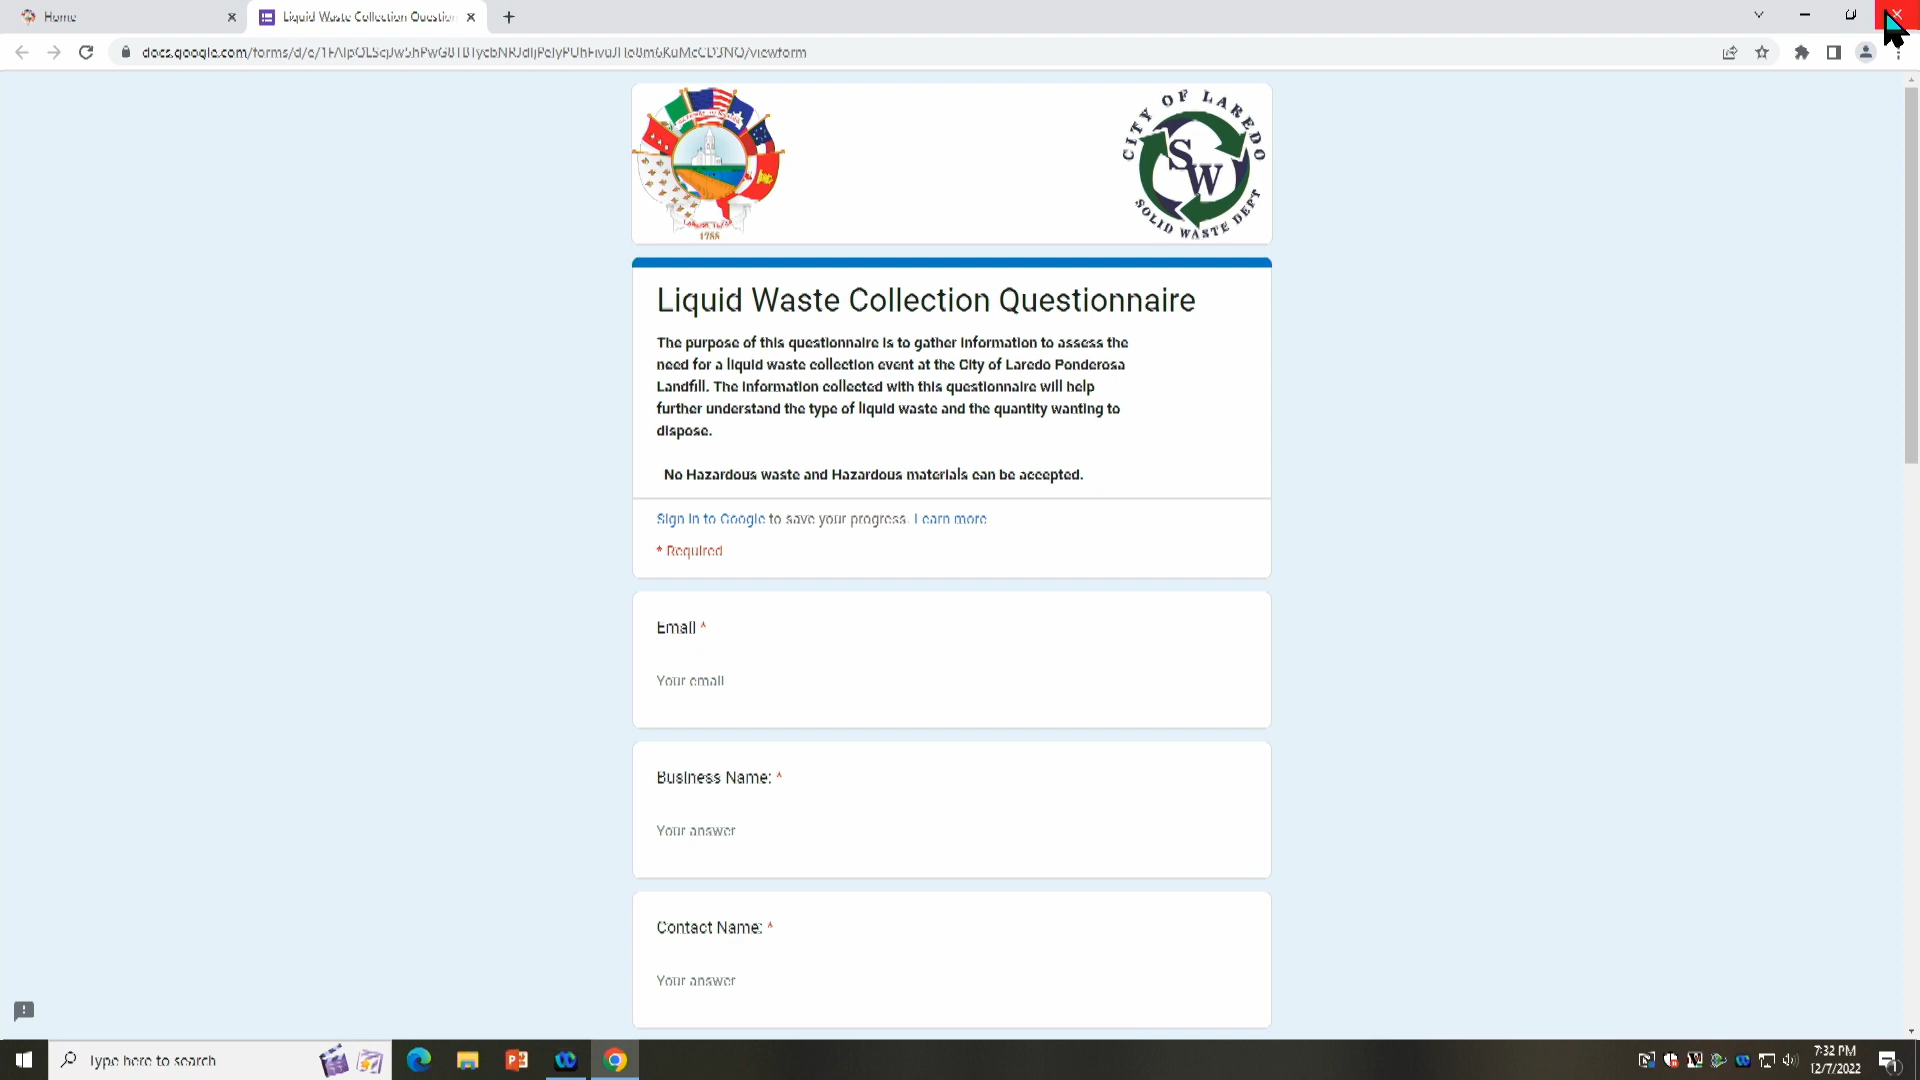 Home
Liquid Waste Collection Question
Liquid Waste Collection Questionnaire
The purpose of this questionnaire is to gather information to assess the
need for a liquid waste collection event at the City of Laredo Ponderosa
Landfill. The information collected with this questionnaire will help
further understand the type of liquid waste and the quantity wanting to
dispose.
No Hazardous waste and Hazardous materials can be accepted.
Sign in to Google to save your progress. Learn more
* Required
Email *
Your email
Business Name: *
Your answer
Contact Name: *
Your answer
CITY OF LAREDO
SW
SOLID WASTE DEPT
1755
Type here to search
7:32 PM
12/7/2022